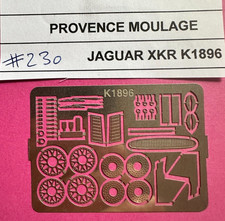 PROVENCE MOULAGE
#230 JAGUAR XKR K1896
K1896